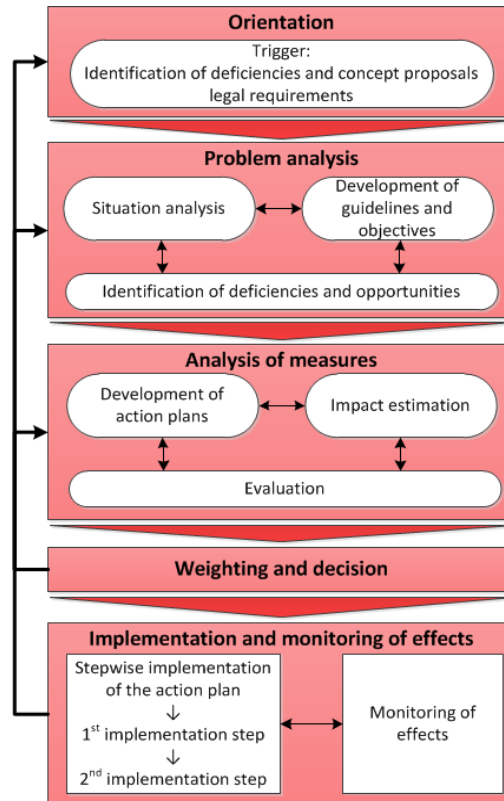 Orientation
Trigger:
Identification of deficiencies and concept proposals
legal requirements
Problem analysis
Situation analysis
Development of
guidelines and
objectives
Identification of deficiencies and opportunities
Analysis of measures
Development of
action plans
Impact estimation
Evaluation
Weighting and decision
Implementation and monitoring of effects
Stepwise implementation
of the action plan
↓
1st implementation step
↓
2nd implementation step
Monitoring of
effects